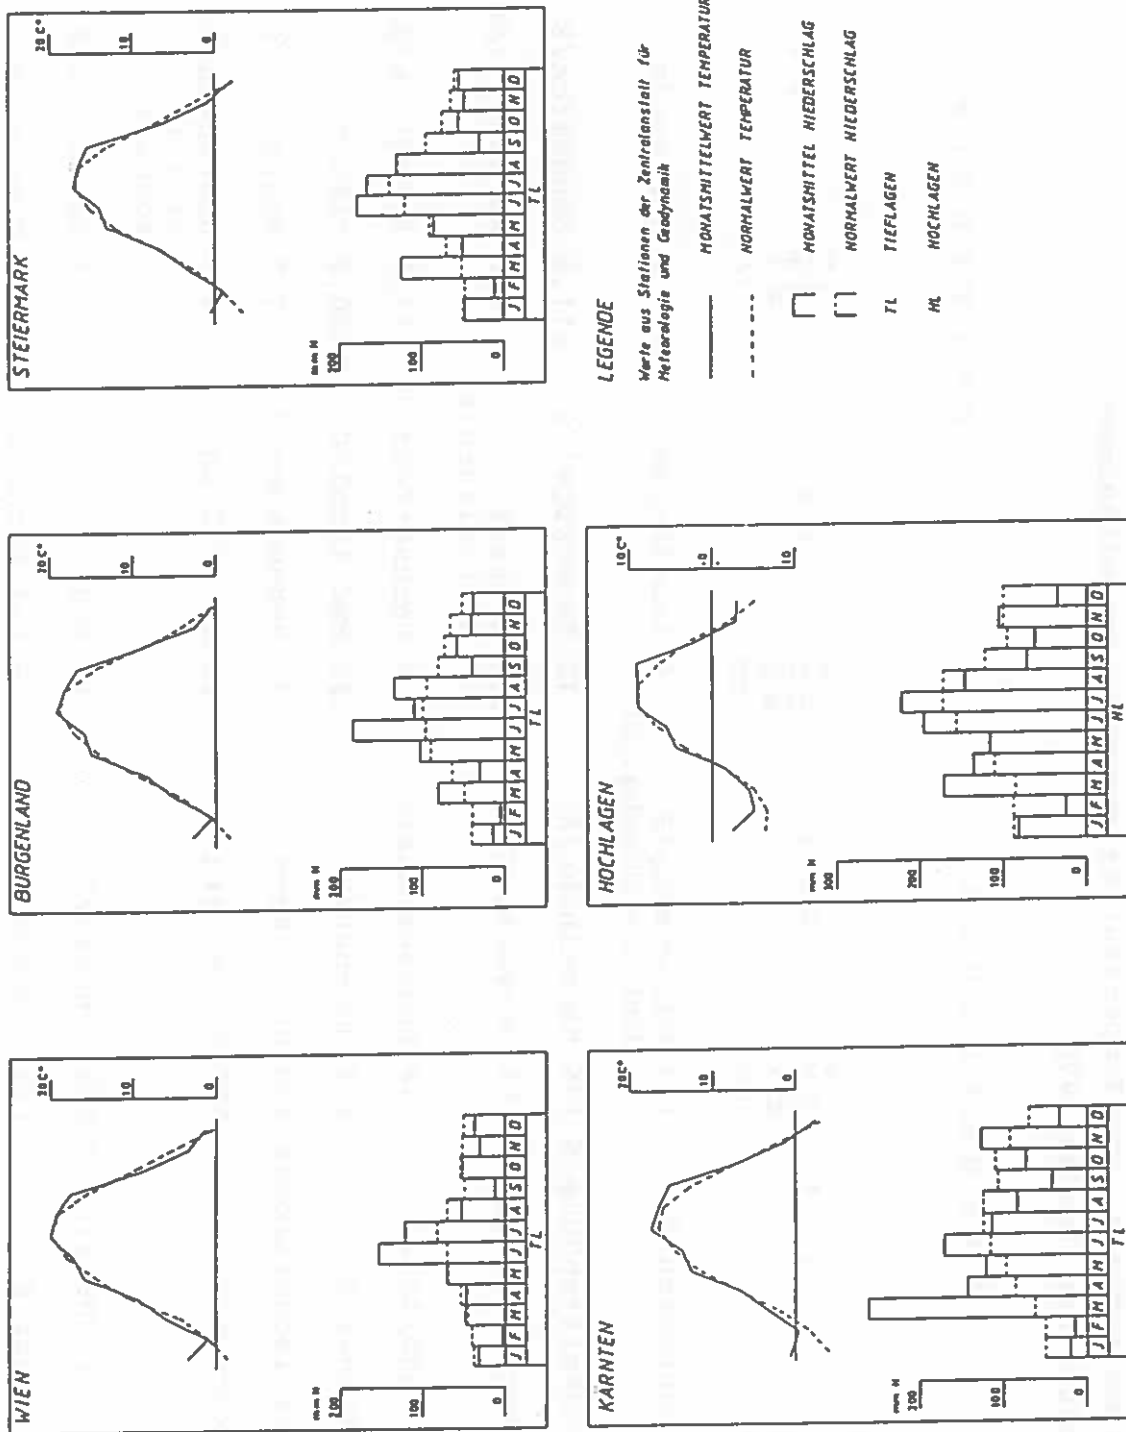 WIEN
20 C°
10
0
mm N
200
100
0
J F M A M J J A S O N D
TL
BURGENLAND
20 C°
10
0
mm N
200
100
0
J F M A M J J A S O N D
TL
STEIERMARK
20 C°
10
0
mm N
200
100
0
J F M A M J J A S O N D
TL
KÄRNTEN
20 C°
10
0
mm N
200
100
0
J F M A M J J A S O N D
TL
HOCHLAGEN
10 C°
0
10
mm N
300
200
100
0
J F M A M J J A S O N D
HL
LEGENDE
Werte aus Stationen der Zentralanstalt für
Meteorologie und Geodynamik
MONATSMITTELWERT TEMPERATUR
NORMALWERT TEMPERATUR
MONATSMITTEL NIEDERSCHLAG
NORMALWERT NIEDERSCHLAG
TL TIEFLAGEN
HL HOCHLAGEN